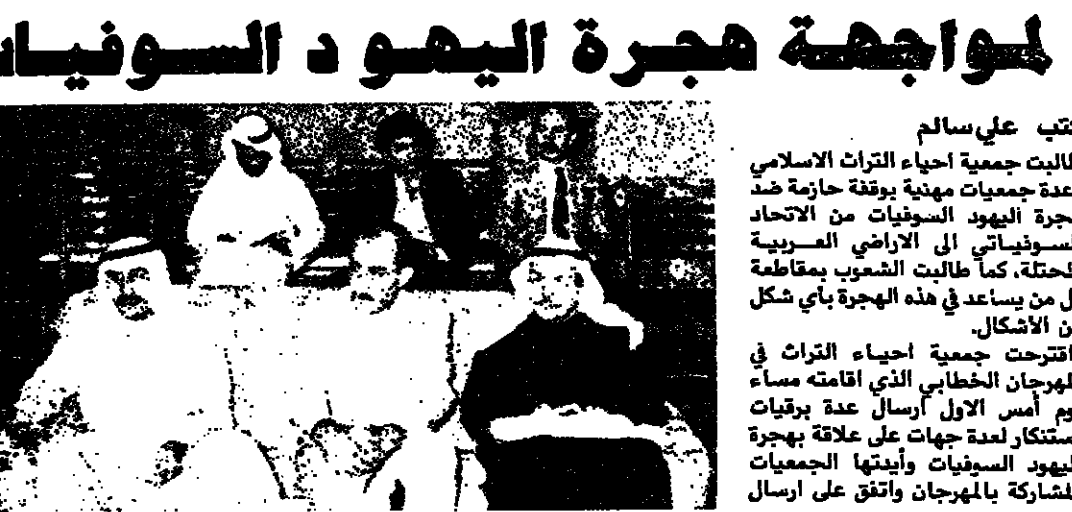 لمواجهة هجرة اليهود السوفيات
كتب علي سالم
طالبت جمعية احياء التراث الاسلامي
وعدة جمعيات مهنية بوقفة حازمة ضد
هجرة اليهود السوفيات من الاتحاد
السوفياتي الى الاراضي العربية
المحتلة، كما طالبت الشعوب بمقاطعة
كل من يساعد في هذه الهجرة بأي شكل
من الاشكال.
واقترحت جمعية احياء التراث في
المهرجان الخطابي الذي اقامته مساء
يوم أمس الاول ارسال عدة برقيات
استنكار لعدة جهات على علاقة بهجرة
اليهود السوفيات وأيدتها الجمعيات
المشاركة بالمهرجان واتفق على ارسال